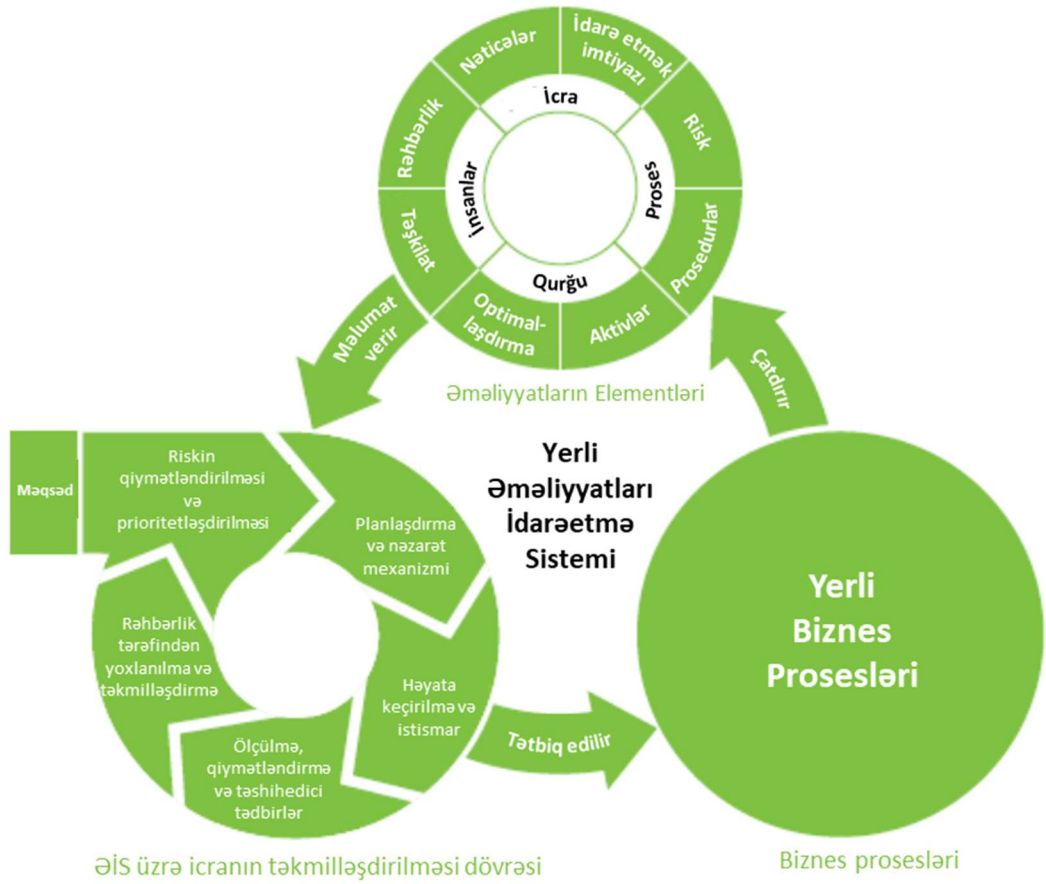 Nəticələr
İdarə etmək
imtiyazı
Risk
Prosedurlar
Aktivlər
Optimal-
laşdırma
Təşkilat
Rəhbərlik
İcra
Proses
Qurğu
İnsanlar
Əməliyyatların Elementləri
Məlumat
verir
Çatdırır
Yerli
Əməliyyatları
İdarəetmə
Sistemi
Məqsəd
Riskin
qiymətləndirilməsi
və
prioritetləşdirilməsi
Planlaşdırma
və nəzarət
mexanizmi
Həyata
keçirilmə və
istismar
Ölçülmə,
qiymətləndirmə
və təshihedici
tədbirlər
Rəhbərlik
tərəfindən
yoxlanılma və
təkmilləşdirmə
Tətbiq edilir
Yerli
Biznes
Prosesləri
ƏİS üzrə icranın təkmilləşdirilməsi dövrəsi
Biznes prosesləri